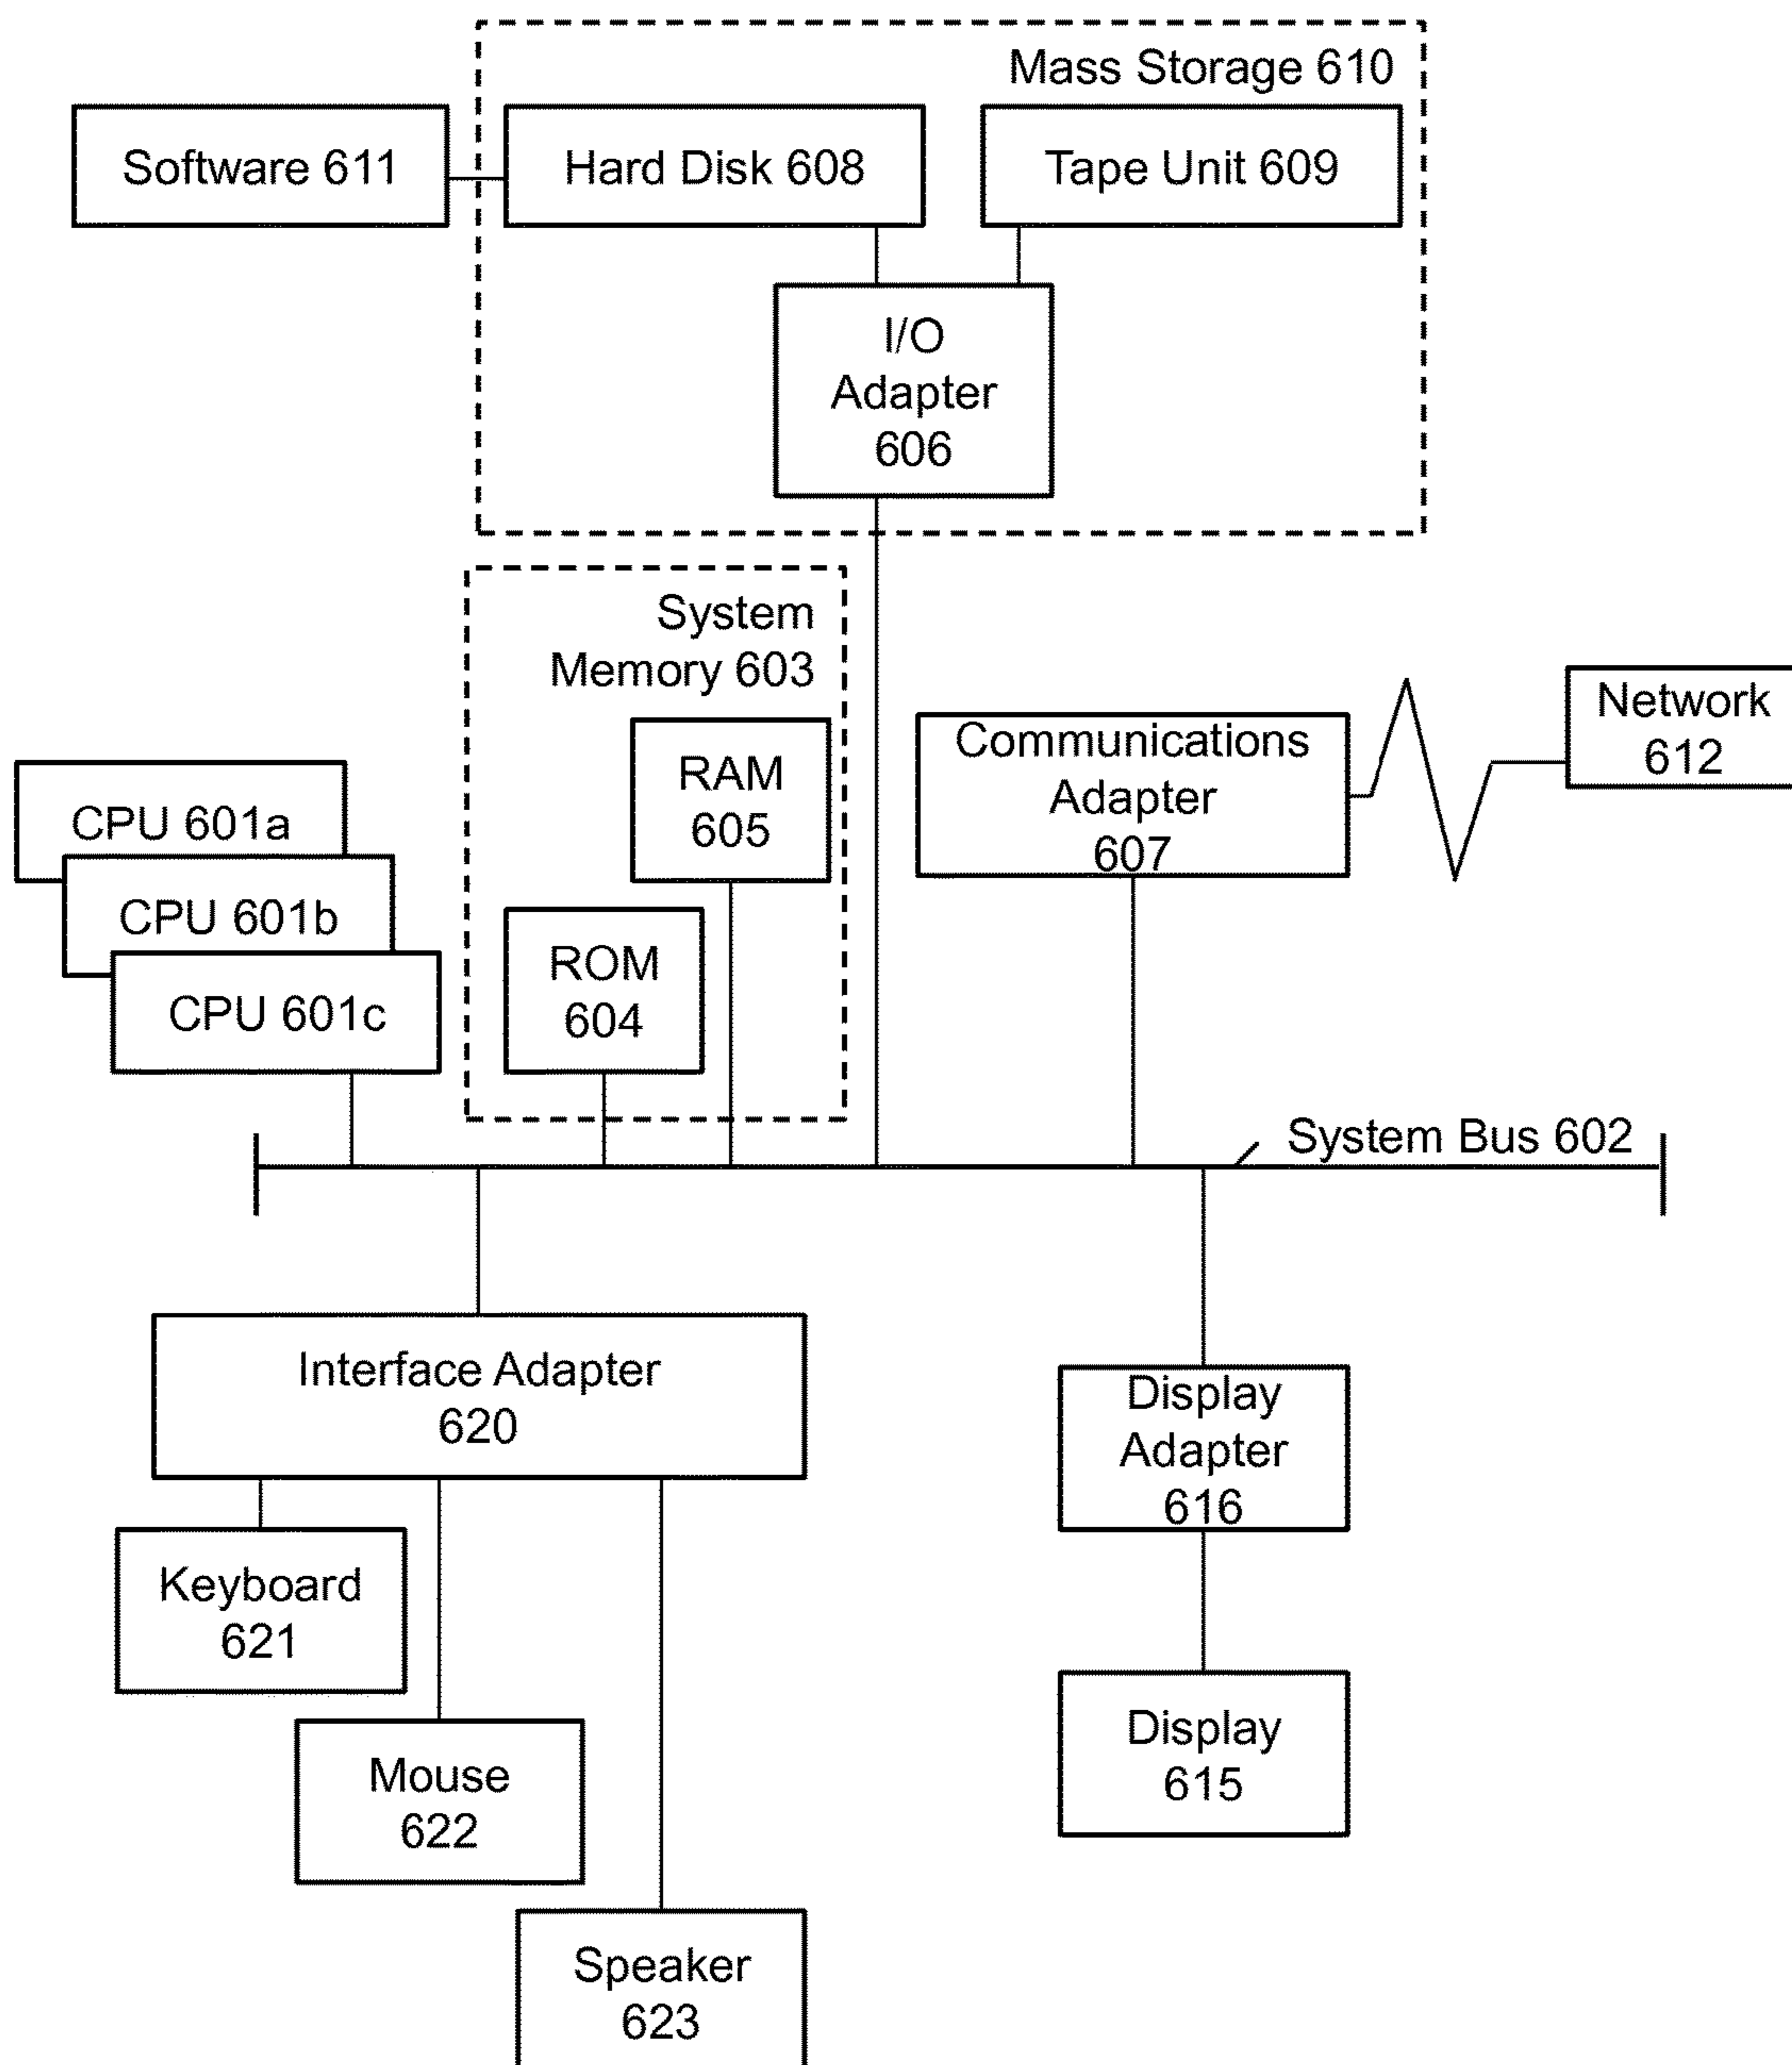 Mass Storage 610
Software 611
Hard Disk 608
Tape Unit 609
I/O
Adapter
606
System
Memory 603
RAM
605
ROM
604
Communications
Adapter
607
Network
612
CPU 601a
CPU 601b
CPU 601c
System Bus 602
Interface Adapter
620
Display
Adapter
616
Keyboard
621
Mouse
622
Speaker
623
Display
615